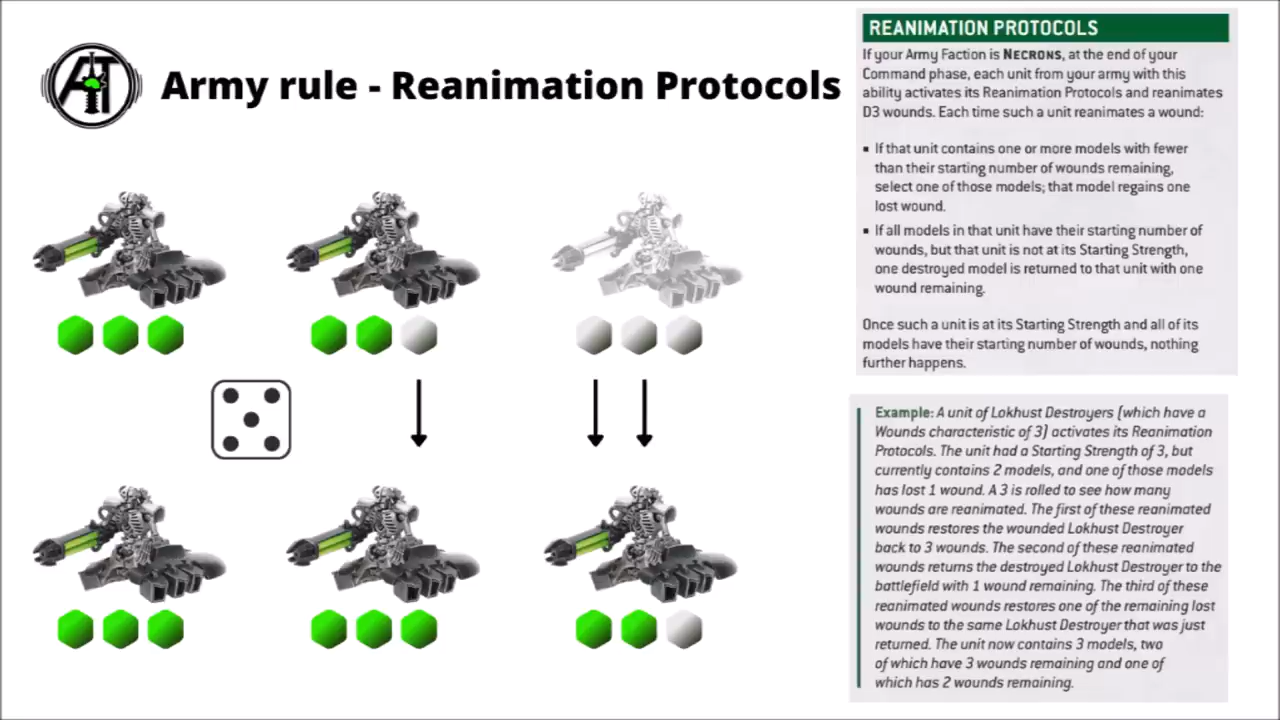 AT
Army rule - Reanimation Protocols
REANIMATION PROTOCOLS
If your Army Faction is NECRONS, at the end of your
Command phase, each unit from your army with this
ability activates its Reanimation Protocols and reanimates
D3 wounds. Each time such a unit reanimates a wound:
▪ If that unit contains one or more models with fewer
than their starting number of wounds remaining,
select one of those models; that model regains one
lost wound.
▪ If all models in that unit have their starting number of
wounds, but that unit is not at its Starting Strength,
one destroyed model is returned to that unit with one
wound remaining.
Once such a unit is at its Starting Strength and all of its
models have their starting number of wounds, nothing
further happens.
Example: A unit of Lokhust Destroyers (which have a
Wounds characteristic of 3) activates its Reanimation
Protocols. The unit had a Starting Strength of 3, but
currently contains 2 models, and one of those models
has lost 1 wound. A 3 is rolled to see how many
wounds are reanimated. The first of these reanimated
wounds restores the wounded Lokhust Destroyer
back to 3 wounds. The second of these reanimated
wounds returns the destroyed Lokhust Destroyer to the
battlefield with 1 wound remaining. The third of these
reanimated wounds restores one of the remaining lost
wounds to the same Lokhust Destroyer that was just
returned. The unit now contains 3 models, two
of which have 3 wounds remaining and one of
which has 2 wounds remaining.